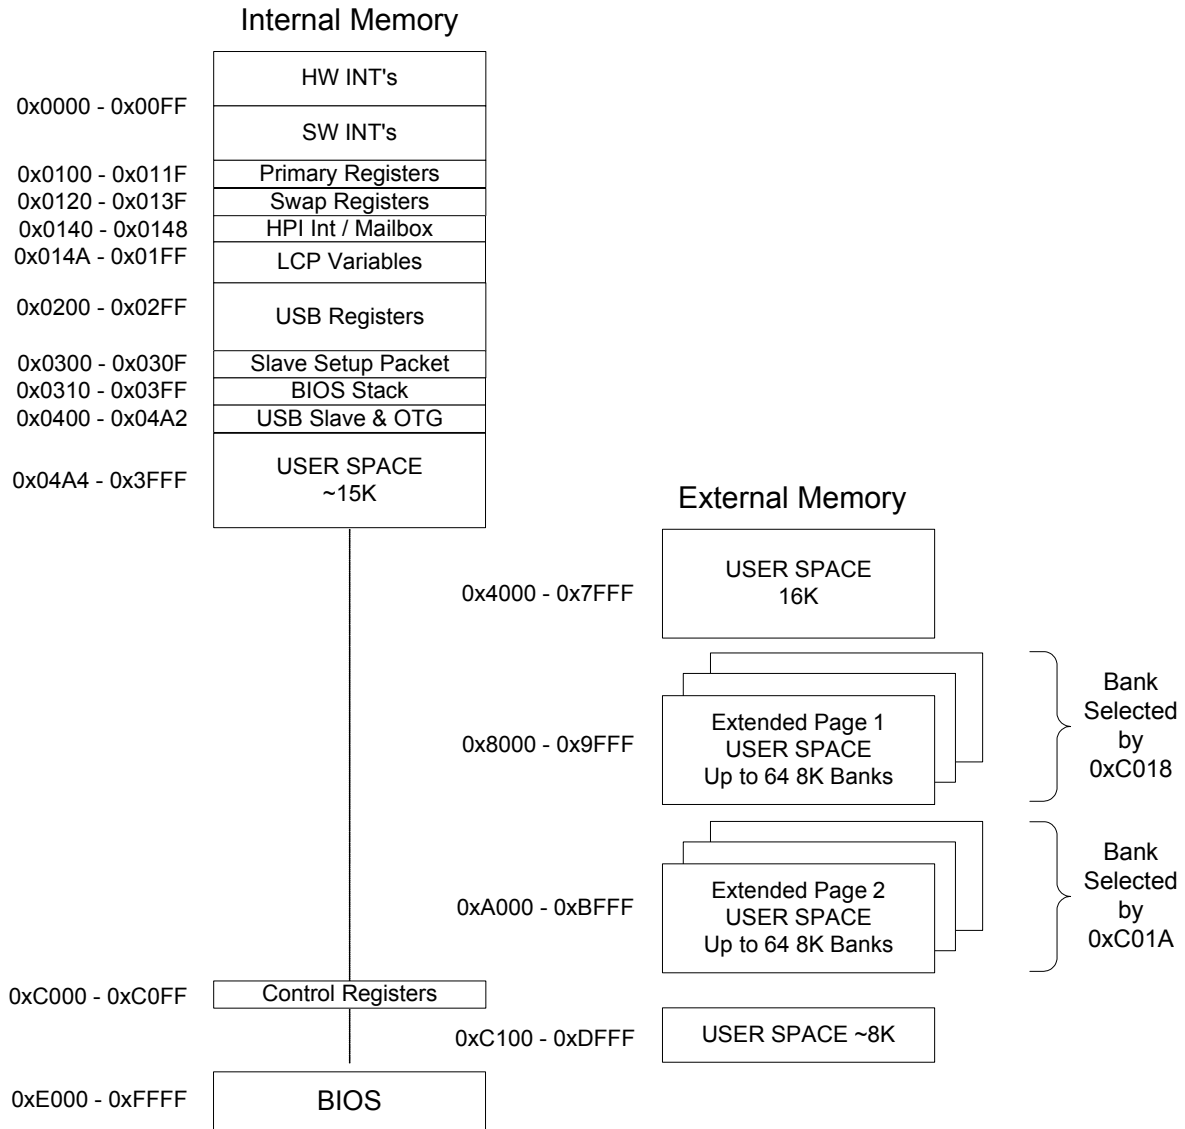 Internal Memory
HW INT's
0x0000 - 0x00FF
SW INT's
0x0100 - 0x011F
Primary Registers
0x0120 - 0x013F
Swap Registers
0x0140 - 0x0148
HPI Int / Mailbox
0x014A - 0x01FF
LCP Variables
0x0200 - 0x02FF
USB Registers
0x0300 - 0x030F
Slave Setup Packet
0x0310 - 0x03FF
BIOS Stack
0x0400 - 0x04A2
USB Slave & OTG
0x04A4 - 0x3FFF
USER SPACE
~15K
External Memory
0x4000 - 0x7FFF
USER SPACE
16K
0x8000 - 0x9FFF
Extended Page 1
USER SPACE
Up to 64 8K Banks
Bank
Selected
by
0xC018
0xA000 - 0xBFFF
Extended Page 2
USER SPACE
Up to 64 8K Banks
Bank
Selected
by
0xC01A
0xC000 - 0xC0FF
Control Registers
0xC100 - 0xDFFF
USER SPACE ~8K
0xE000 - 0xFFFF
BIOS